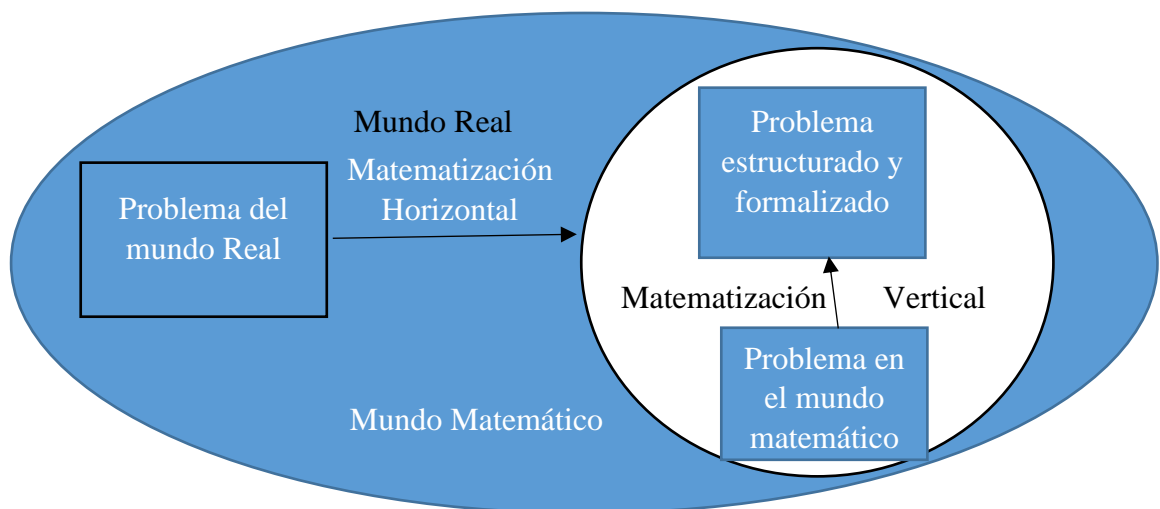 Mundo Real
Matematización
Horizontal
Problema del
mundo Real
Problema
estructurado y
formalizado
Matematización Vertical
Problema en
el mundo
matemático
Mundo Matemático